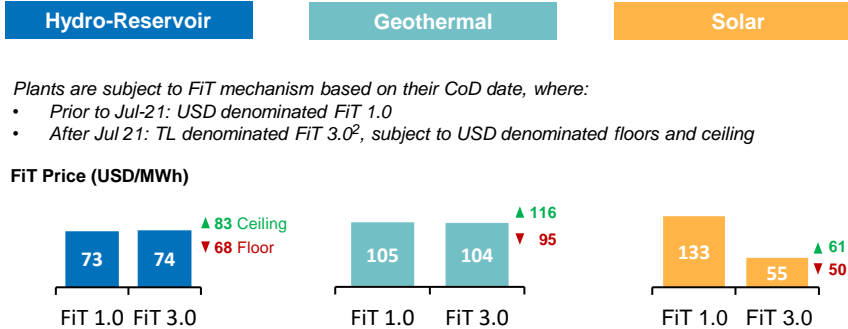 Hydro-Reservoir Geothermal Solar
Plants are subject to FiT mechanism based on their CoD date, where:
• Prior to Jul-21: USD denominated FiT 1.0
• After Jul 21: TL denominated FiT 3.0², subject to USD denominated floors and ceiling
FiT Price (USD/MWh)
73 74 ▲ 83 Ceiling ▼ 68 Floor
FiT 1.0 FiT 3.0
105 104 ▲ 116 ▼ 95
FiT 1.0 FiT 3.0
133 55 ▲ 61 ▼ 50
FiT 1.0 FiT 3.0